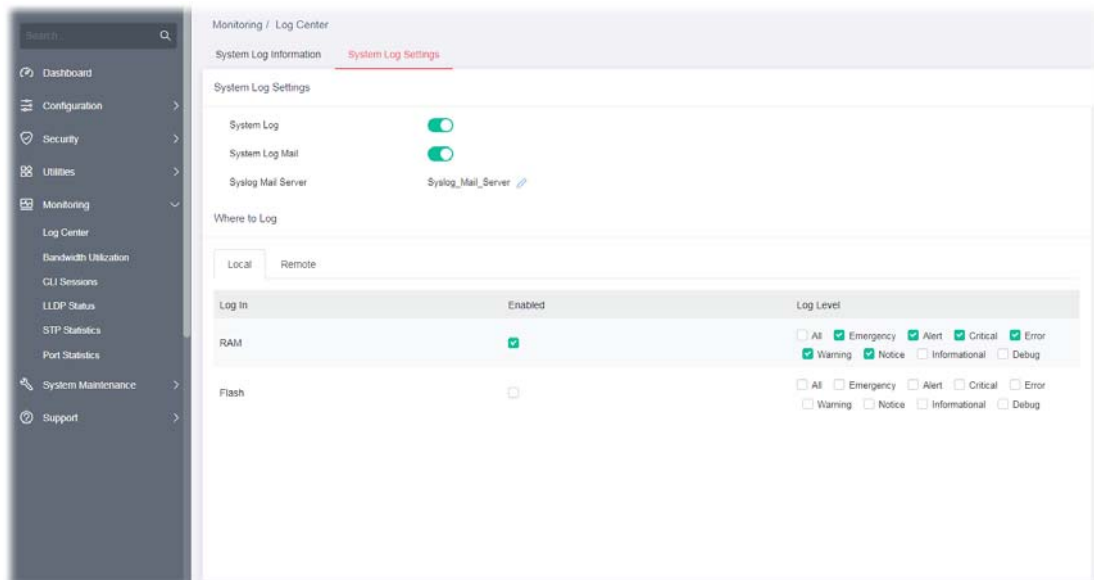 Search...
Dashboard
Configuration
Security
Utilities
Monitoring
Log Center
Bandwidth Utilization
CLI Sessions
LLDP Status
STP Statistics
Port Statistics
System Maintenance
Support
Monitoring / Log Center
System Log Information System Log Settings
System Log Settings
System Log
System Log Mail
Syslog Mail Server Syslog_Mail_Server
Where to Log
Local Remote
Log In Enabled Log Level
RAM All Emergency Alert Critical Error
Warning Notice Informational Debug
Flash All Emergency Alert Critical Error
Warning Notice Informational Debug